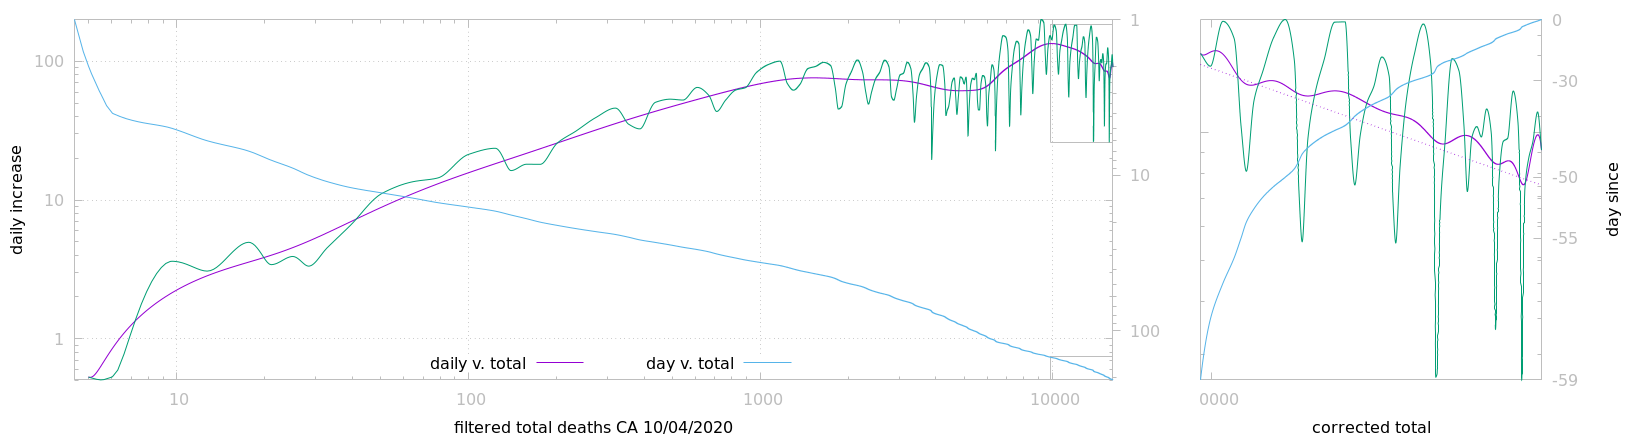 1
0
100
-30
10
10
-50
-55
1
100
daily v. total
day v. total
-59
10
100
1000
10000
0000
filtered total deaths CA 10/04/2020
corrected total
daily increase
day since